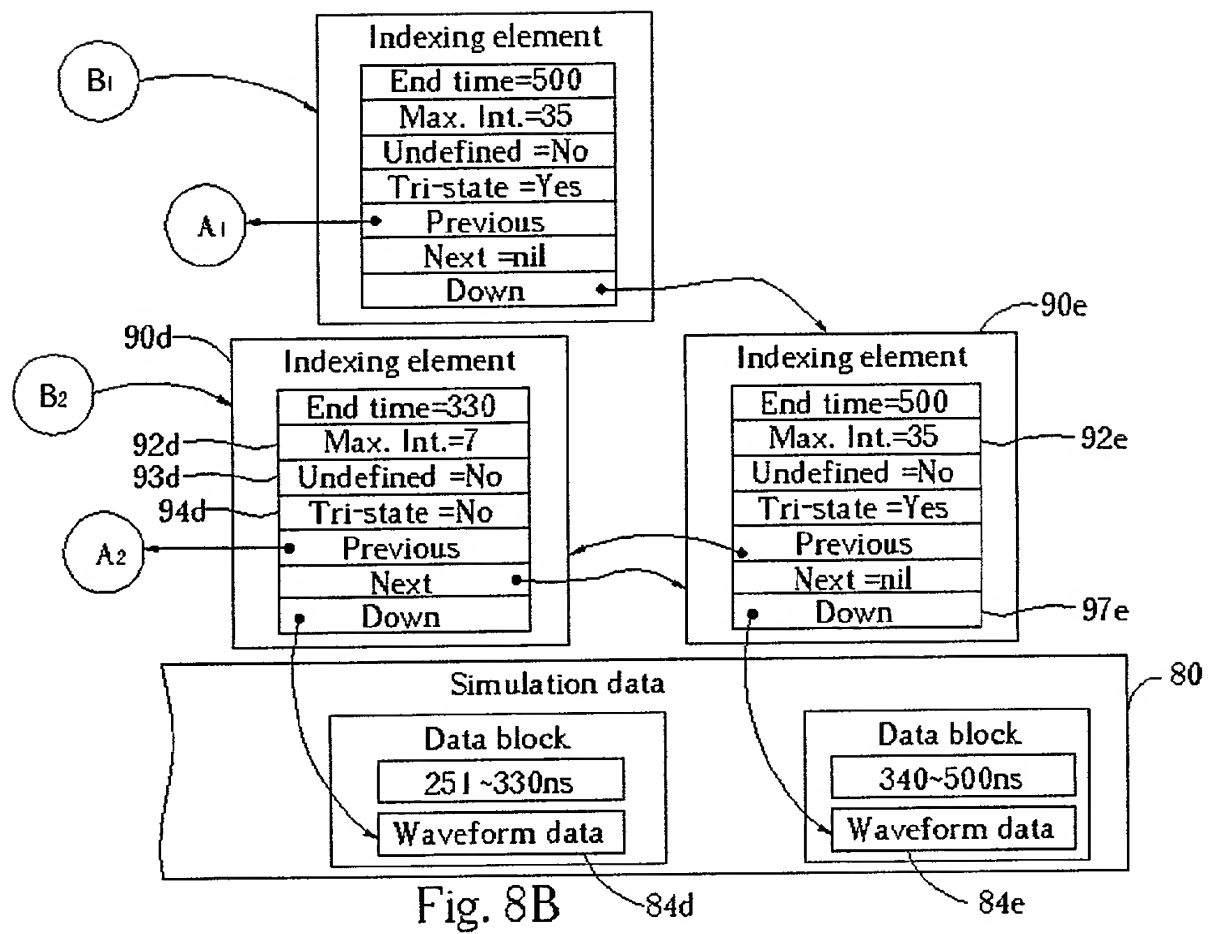 Indexing element
B1
End time=500
Max. Int.=35
Undefined =No
Tri-state =Yes
A1
Previous
Next =nil
Down
90d
90e
Indexing element
Indexing element
B2
End time=330
End time=500
92d
Max. Int.=7
Max. Int.=35
92e
93d
Undefined =No
Undefined =No
94d
Tri-state =No
Tri-state =Yes
A2
Previous
Previous
Next
Next =nil
Down
Down
97e
Simulation data
80
Data block
Data block
251~330ns
340~500ns
Waveform data
Waveform data
Fig. 8B
84d
84e